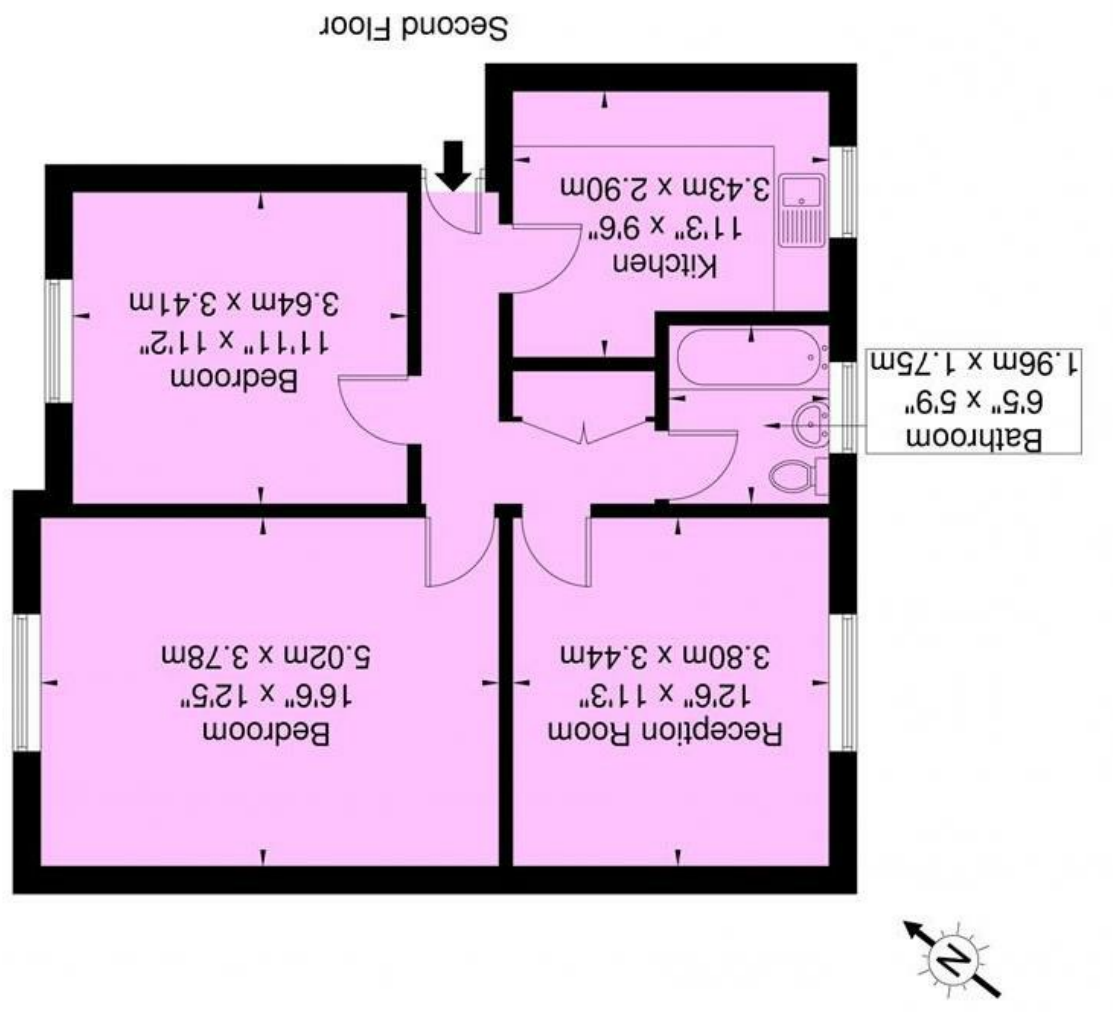 N
Reception Room
12'6" x 11'3"
3.80m x 3.44m
Bedroom
16'6" x 12'5"
5.02m x 3.78m
Bathroom
6'5" x 5'9"
1.96m x 1.75m
Bedroom
11'11" x 11'2"
3.64m x 3.41m
Kitchen
11'3" x 9'6"
3.43m x 2.90m
Second Floor